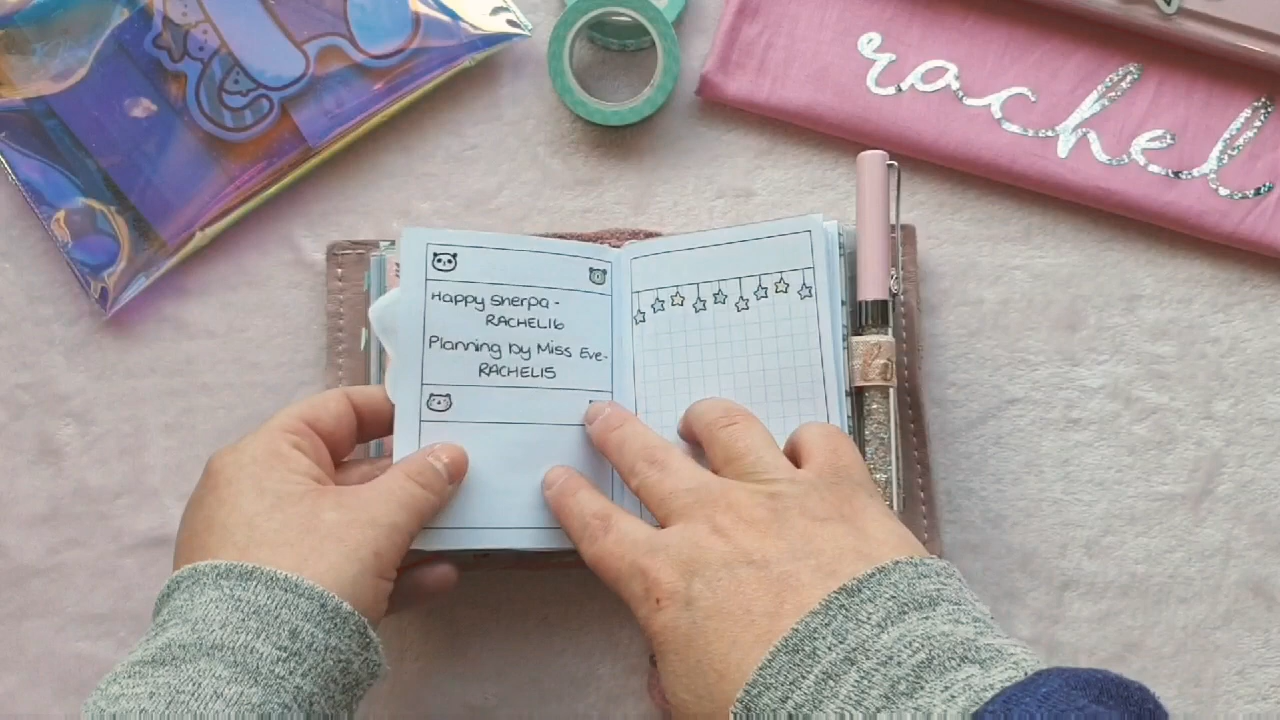 rachel
Happy Sherpa -
RACHEL16
Planning by Miss Eve-
RACHEL15